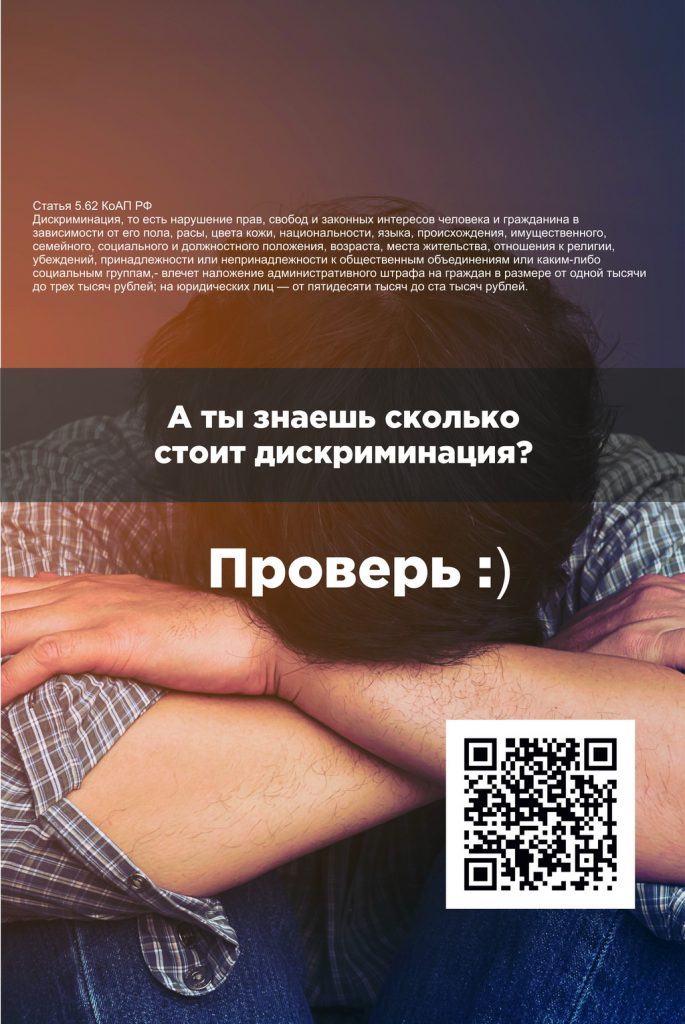 Статья 5.62 КоАП РФ
Дискриминация, то есть нарушение прав, свобод и законных интересов человека и гражданина в
зависимости от его пола, расы, цвета кожи, национальности, языка, происхождения, имущественного,
семейного, социального и должностного положения, возраста, места жительства, отношения к религии,
убеждений, принадлежности или непринадлежности к общественным объединениям или каким-либо
социальным группам,- влечет наложение административного штрафа на граждан в размере от одной тысячи
до трех тысяч рублей; на юридических лиц — от пятидесяти тысяч до ста тысяч рублей.
А ты знаешь сколько
стоит дискриминация?
Проверь :)